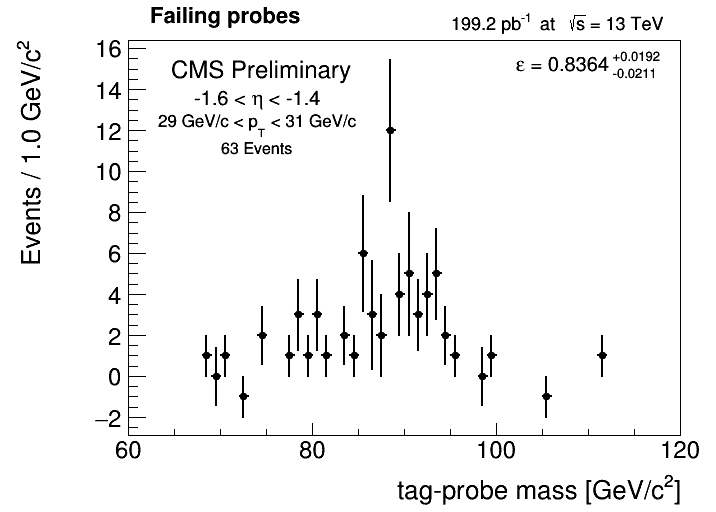 Failing probes
199.2 pb⁻¹ at √s = 13 TeV
CMS Preliminary
-1.6 < η < -1.4
29 GeV/c < p_T < 31 GeV/c
63 Events
ε = 0.8364 +0.0192 -0.0211
Events / 1.0 GeV/c²
16
14
12
10
8
6
4
2
0
−2
60 80 100 120
tag-probe mass [GeV/c²]